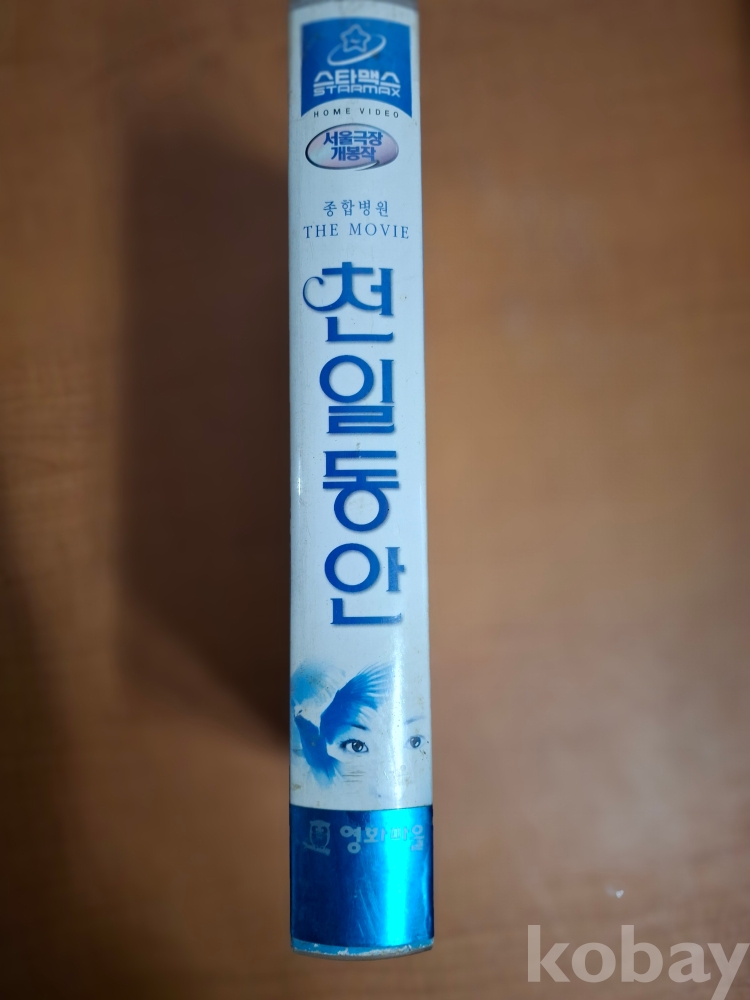 스타맥스
STARMAX
HOME VIDEO
서울극장
개봉작
종합병원
THE MOVIE
천일동안
영화마을
kobay